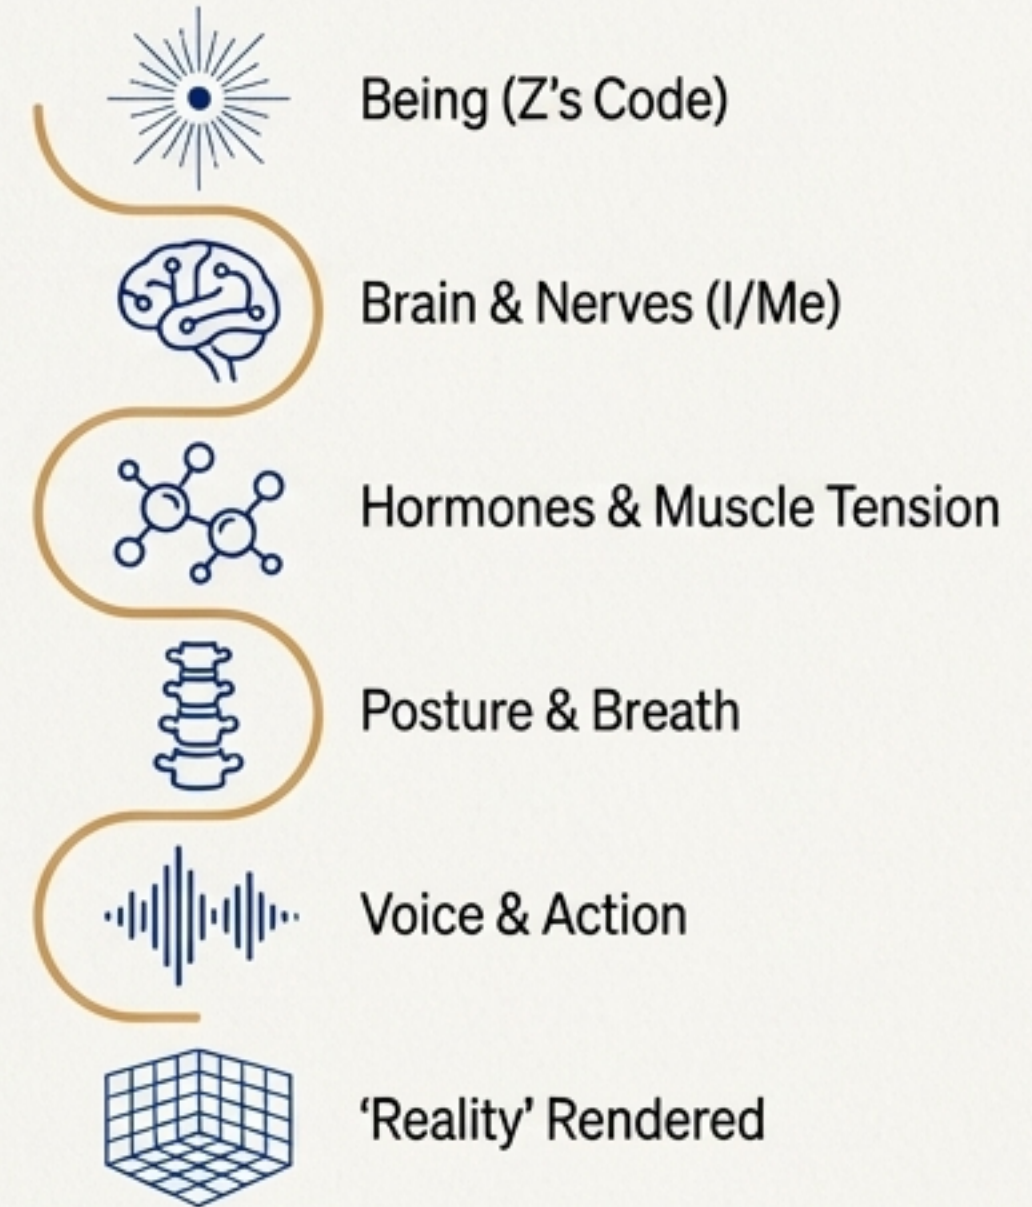 Being (Z’s Code)
Brain & Nerves (I/Me)
Hormones & Muscle Tension
Posture & Breath
Voice & Action
‘Reality’ Rendered